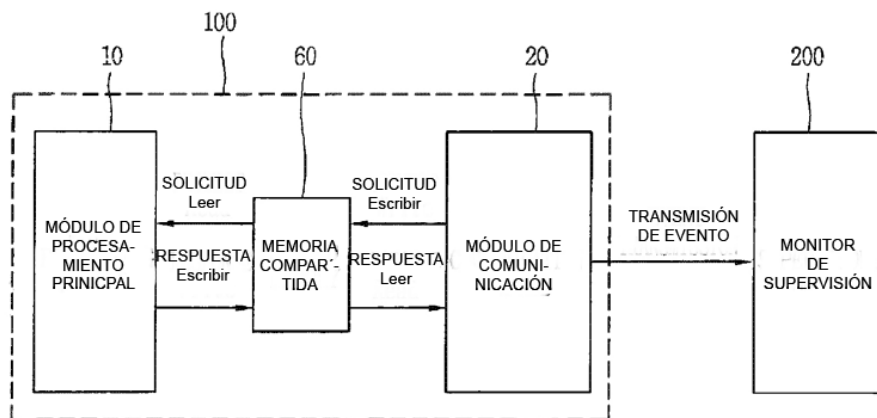 100
10
60
20
200
SOLICITUD
Leer
SOLICITUD
Escribir
MÓDULO DE
PROCESA-
MIENTO
PRINICPAL
RESPUESTA
Escribir
MEMORIA
COMPAR´-
TIDA
RESPUESTA
Leer
MÓDULO DE
COMUNI-
NICACIÓN
TRANSMISIÓN
DE EVENTO
MONITOR
DE
SUPERVISIÓN